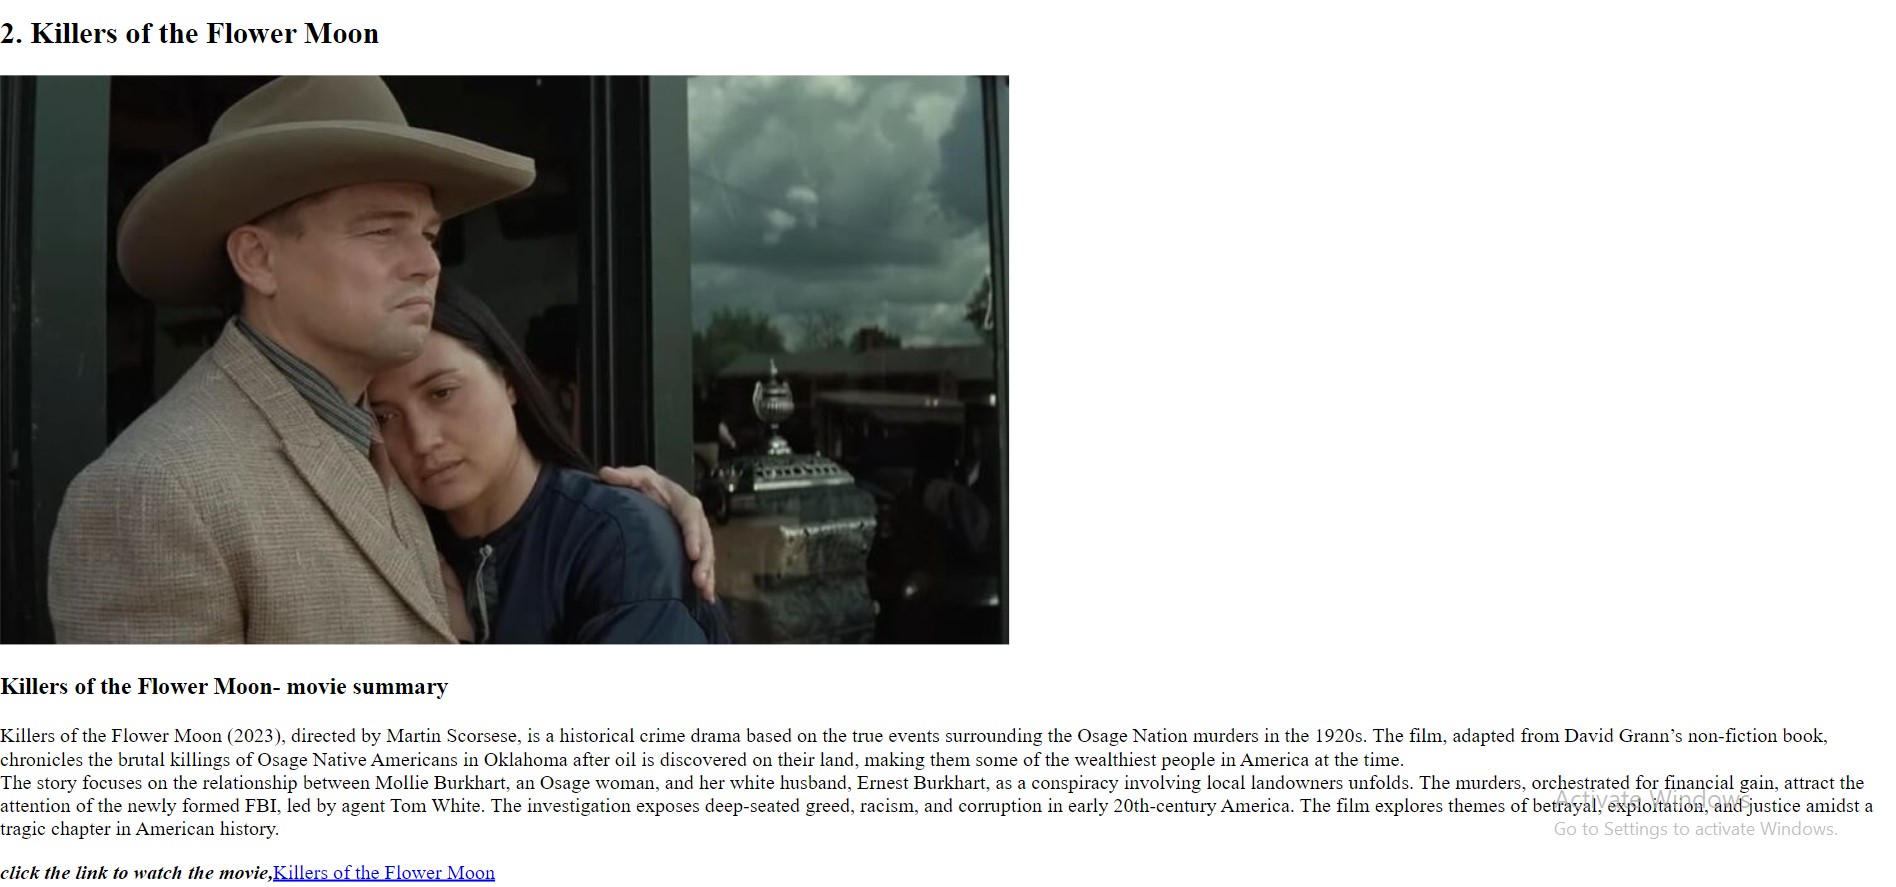 2. Killers of the Flower Moon
Killers of the Flower Moon- movie summary
Killers of the Flower Moon (2023), directed by Martin Scorsese, is a historical crime drama based on the true events surrounding the Osage Nation murders in the 1920s. The film, adapted from David Grann’s non-fiction book,
chronicles the brutal killings of Osage Native Americans in Oklahoma after oil is discovered on their land, making them some of the wealthiest people in America at the time.
The story focuses on the relationship between Mollie Burkhart, an Osage woman, and her white husband, Ernest Burkhart, as a conspiracy involving local landowners unfolds. The murders, orchestrated for financial gain, attract the
attention of the newly formed FBI, led by agent Tom White. The investigation exposes deep-seated greed, racism, and corruption in early 20th-century America. The film explores themes of betrayal, exploitation, and justice amidst a
tragic chapter in American history.
Activate Windows
Go to Settings to activate Windows.
click the link to watch the movie,Killers of the Flower Moon